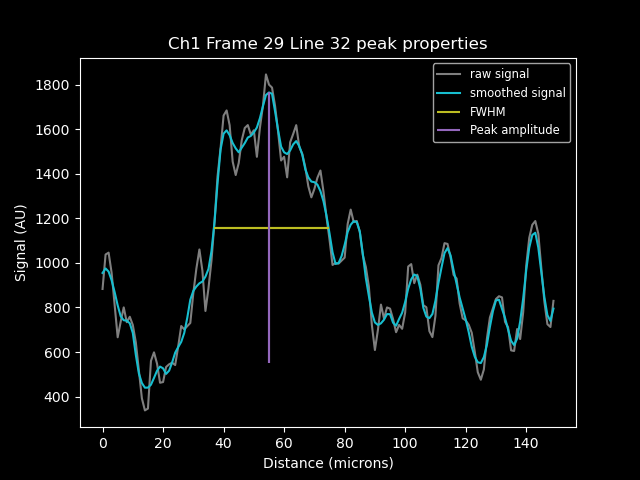 Ch1 Frame 29 Line 32 peak properties
raw signal
smoothed signal
FWHM
Peak amplitude
Signal (AU)
1800
1600
1400
1200
1000
800
600
400
0 20 40 60 80 100 120 140
Distance (microns)